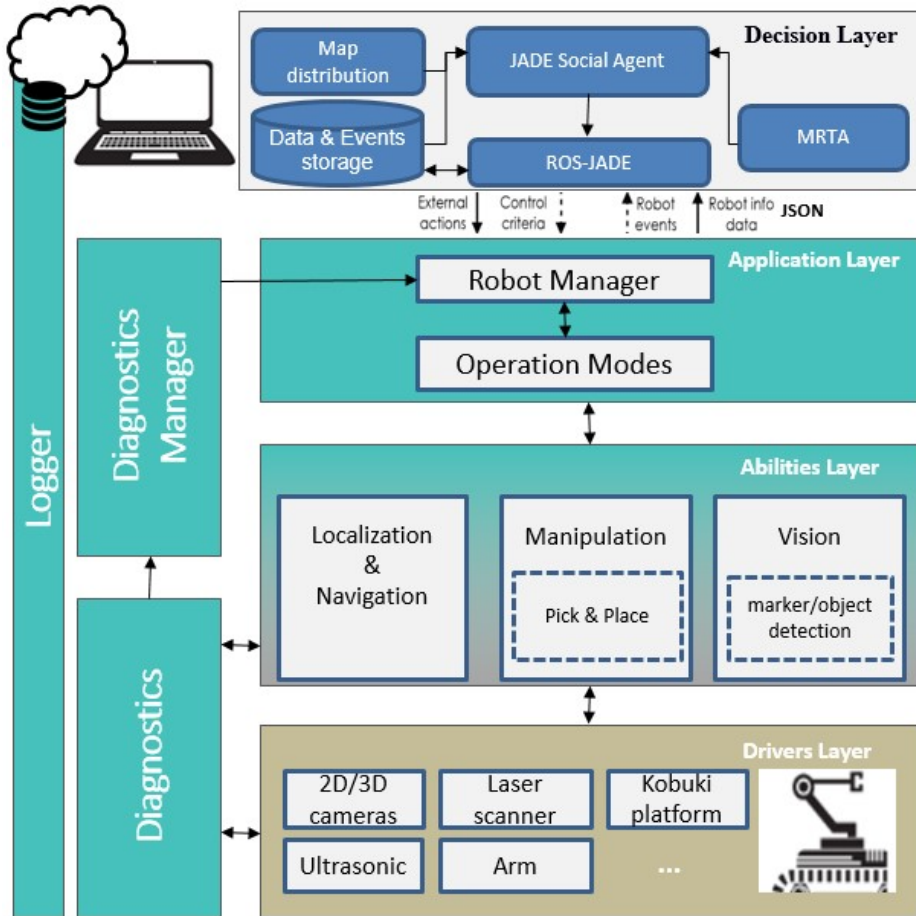 Decision Layer
Map
distribution
JADE Social Agent
Data & Events
storage
ROS-JADE
MRTA
External
actions
Control
criteria
Robot
events
Robot info
data
JSON
Application Layer
Robot Manager
Operation Modes
Diagnostics
Manager
Logger
Abilities Layer
Localization
&
Navigation
Manipulation
Pick & Place
Vision
marker/object
detection
Diagnostics
Drivers Layer
2D/3D
cameras
Laser
scanner
Kobuki
platform
Ultrasonic
Arm
...